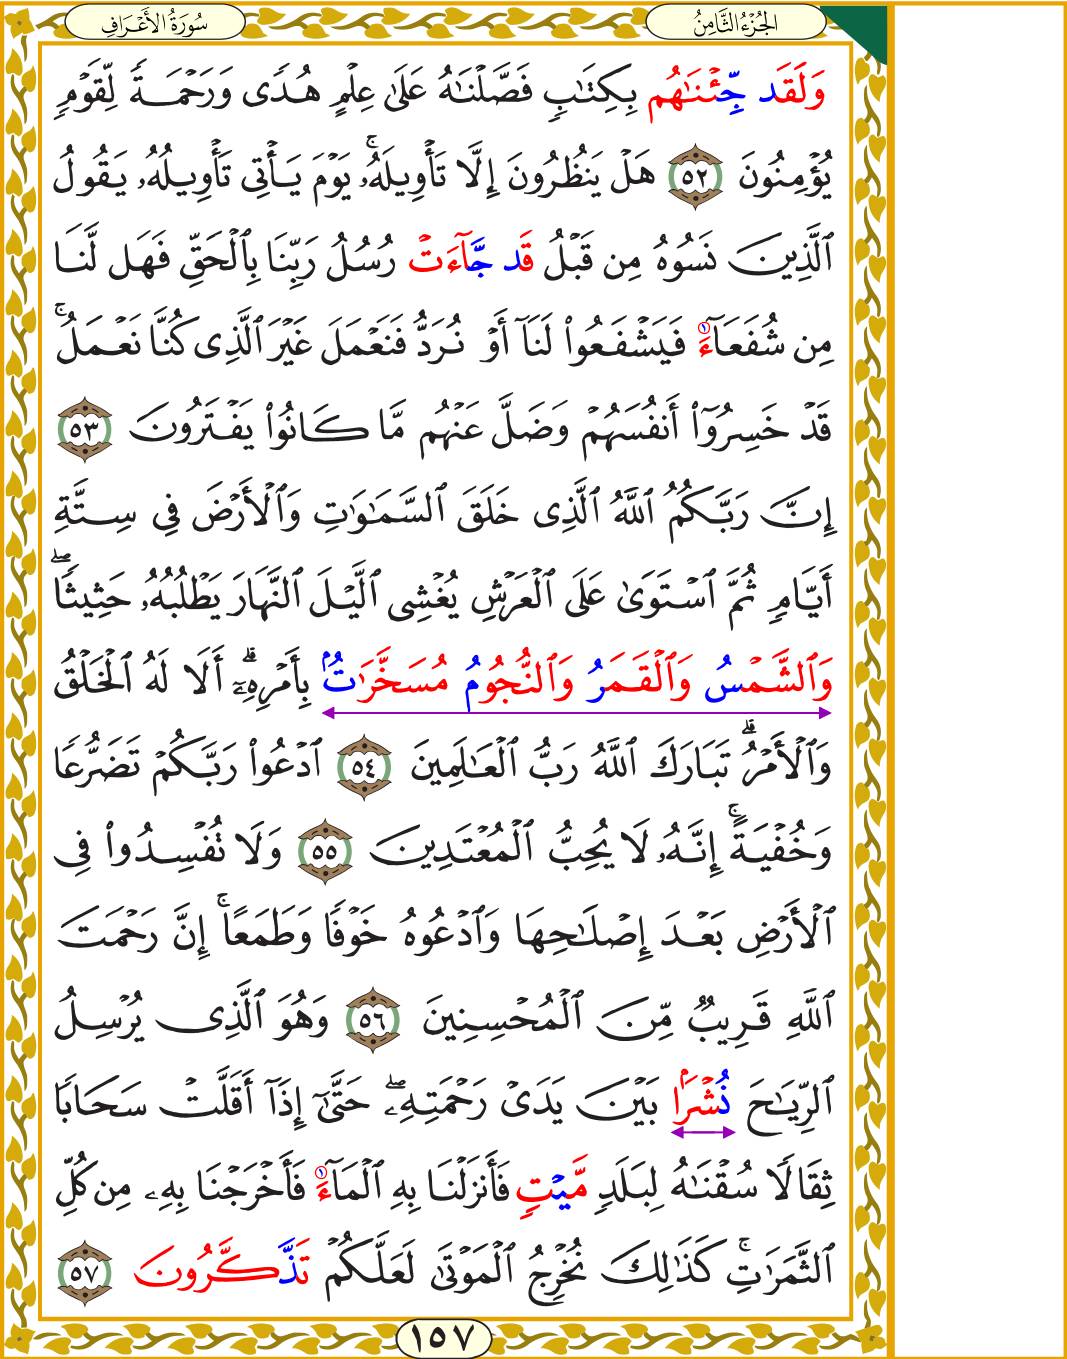 الجُزْءُ الثَّامِنُ
سُورَةُ الأَعْرَافِ
وَلَقَد جِّئْنَـٰهُم بِكِتَـٰبٍ فَصَّلْنَـٰهُ عَلَىٰ عِلْمٍ هُدًى وَرَحْمَةً لِّقَوْمٍ
يُؤْمِنُونَ ٥٢ هَلْ يَنظُرُونَ إِلَّا تَأْوِيلَهُۥۚ يَوْمَ يَأْتِى تَأْوِيلُهُۥ يَقُولُ
ٱلَّذِينَ نَسُوهُ مِن قَبْلُ قَد جَّآءَتْ رُسُلُ رَبِّنَا بِٱلْحَقِّ فَهَل لَّنَا
مِن شُفَعَآءَ ١ فَيَشْفَعُوا۟ لَنَآ أَوْ نُرَدُّ فَنَعْمَلَ غَيْرَ ٱلَّذِى كُنَّا نَعْمَلُۚ
قَدْ خَسِرُوٓا۟ أَنفُسَهُمْ وَضَلَّ عَنْهُم مَّا كَانُوا۟ يَفْتَرُونَ ٥٣
إِنَّ رَبَّكُمُ ٱللَّهُ ٱلَّذِى خَلَقَ ٱلسَّمَـٰوَٰتِ وَٱلْأَرْضَ فِى سِتَّةِ
أَيَّامٍ ثُمَّ ٱسْتَوَىٰ عَلَى ٱلْعَرْشِ يُغْشِى ٱلَّيْلَ ٱلنَّهَارَ يَطْلُبُهُۥ حَثِيثًاۖ
وَٱلشَّمْسُ وَٱلْقَمَرُ وَٱلنُّجُومُ مُسَخَّرَٰتٌۢ بِأَمْرِهِۦٓۗ أَلَا لَهُ ٱلْخَلْقُ
وَٱلْأَمْرُۗ تَبَارَكَ ٱللَّهُ رَبُّ ٱلْعَـٰلَمِينَ ٥٤ ٱدْعُوا۟ رَبَّكُمْ تَضَرُّعًا
وَخُفْيَةًۚ إِنَّهُۥ لَا يُحِبُّ ٱلْمُعْتَدِينَ ٥٥ وَلَا تُفْسِدُوا۟ فِى
ٱلْأَرْضِ بَعْدَ إِصْلَـٰحِهَا وَٱدْعُوهُ خَوْفًا وَطَمَعًاۚ إِنَّ رَحْمَتَ
ٱللَّهِ قَرِيبٌ مِّنَ ٱلْمُحْسِنِينَ ٥٦ وَهُوَ ٱلَّذِى يُرْسِلُ
ٱلرِّيَـٰحَ نُشْرًۢا بَيْنَ يَدَىْ رَحْمَتِهِۦۖ حَتَّىٰٓ إِذَآ أَقَلَّتْ سَحَابًا
ثِقَالًا سُقْنَـٰهُ لِبَلَدٍ مَّيْتٍ فَأَنزَلْنَا بِهِ ٱلْمَآءَ ١ فَأَخْرَجْنَا بِهِۦ مِن كُلِّ
ٱلثَّمَرَٰتِۚ كَذَٰلِكَ نُخْرِجُ ٱلْمَوْتَىٰ لَعَلَّكُمْ تَذَّكَّرُونَ ٥٧
١٥٧